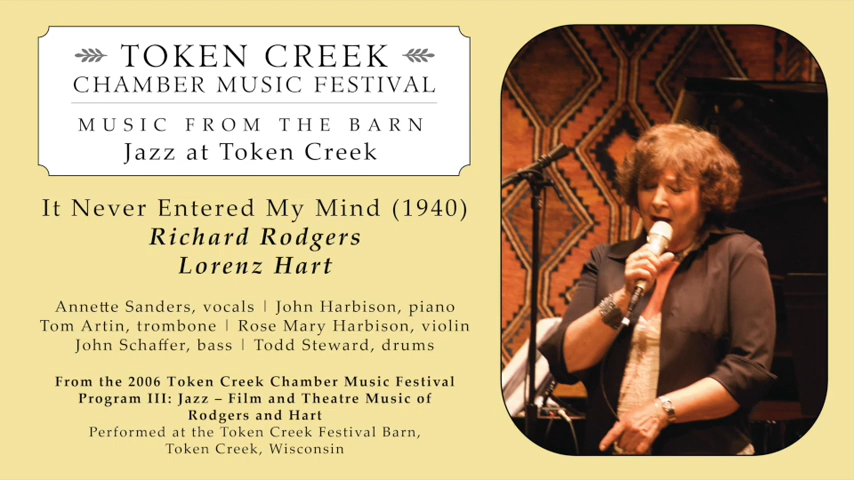 TOKEN CREEK
CHAMBER MUSIC FESTIVAL
MUSIC FROM THE BARN
Jazz at Token Creek
It Never Entered My Mind (1940)
Richard Rodgers
Lorenz Hart
Annette Sanders, vocals | John Harbison, piano
Tom Artin, trombone | Rose Mary Harbison, violin
John Schaffer, bass | Todd Steward, drums
From the 2006 Token Creek Chamber Music Festival
Program III: Jazz – Film and Theatre Music of
Rodgers and Hart
Performed at the Token Creek Festival Barn,
Token Creek, Wisconsin